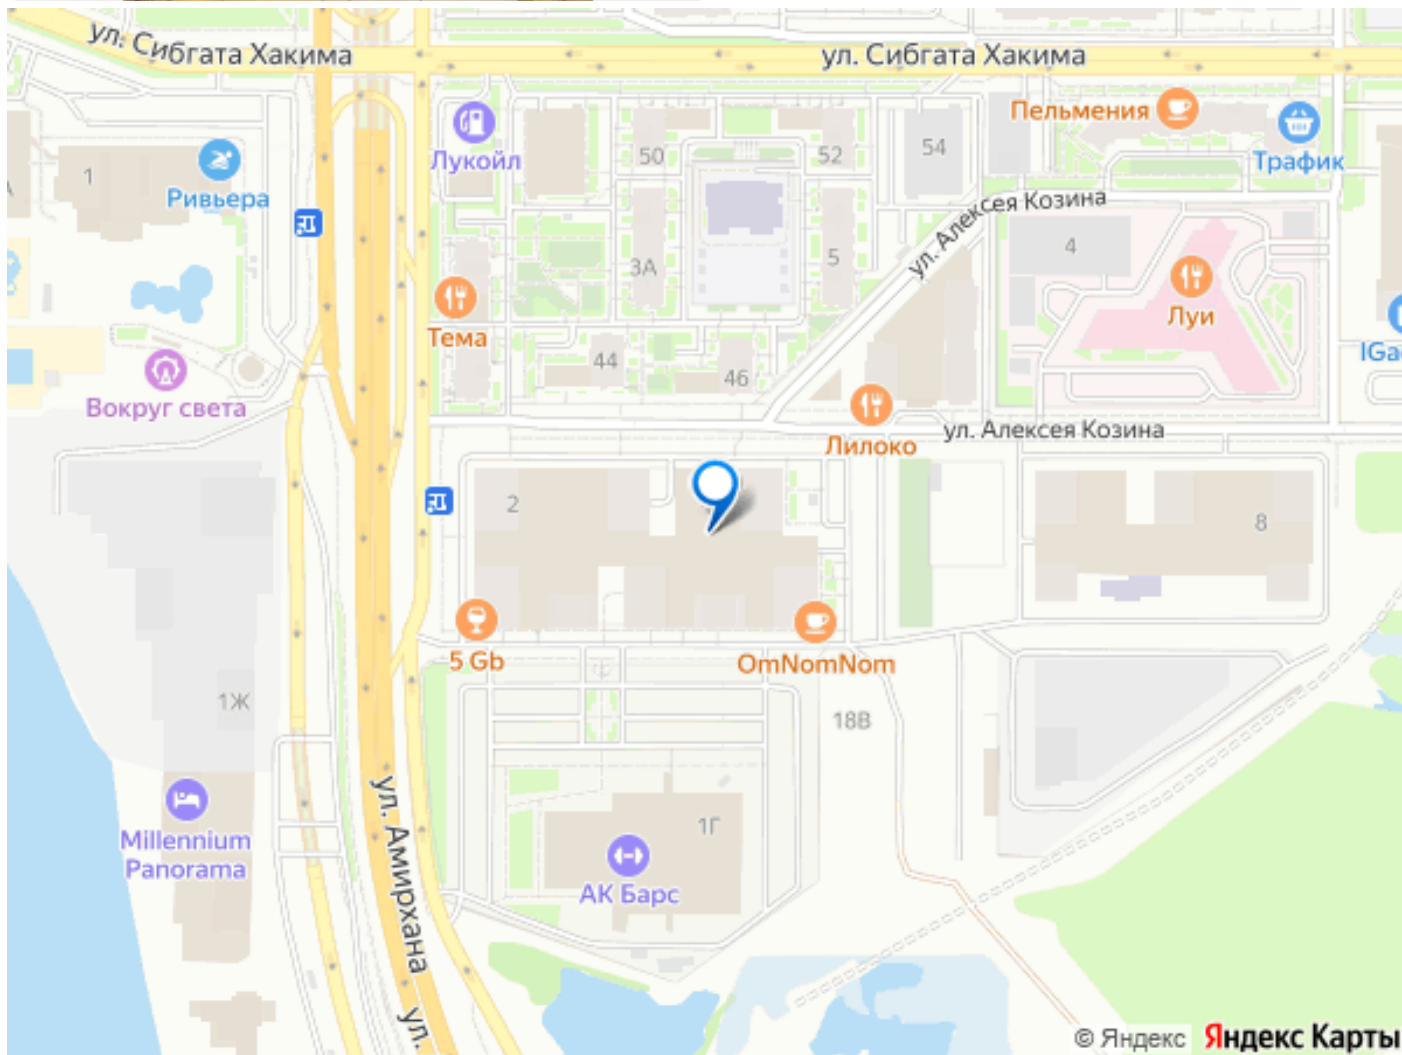 ул. Сибгата Хакима
ул. Сибгата Хакима
Пельмения
Лукойл
50
52
54
Трафик
1
Ривьера
ул. Алексея Козина
4
3А
5
Тема
Луи
44
46
Вокруг света
Лилоко
ул. Алексея Козина
2
8
5 Gb
OmNomNom
1Ж
18В
ул. Амирхана
ул.
1Г
Millennium
Panorama
АК Барс
© Яндекс Яндекс Карты